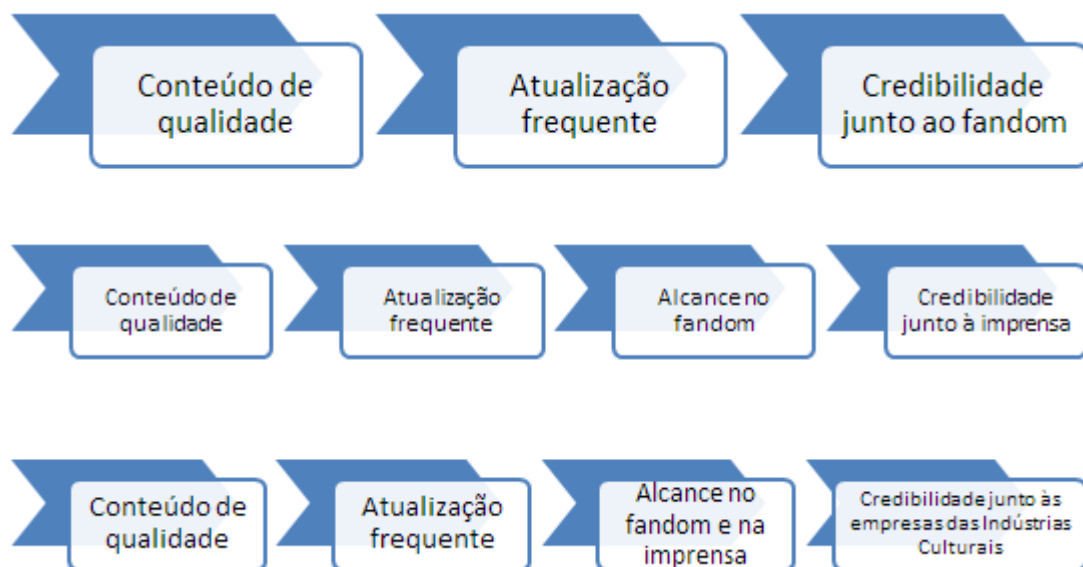 Conteúdo de
qualidade
Atualização
frequente
Credibilidade
junto ao fandom
Conteúdo de
qualidade
Atualização
frequente
Alcance no
fandom
Credibilidade
junto à imprensa
Conteúdo de
qualidade
Atualização
frequente
Alcance no
fandom e na
imprensa
Credibilidade junto às
empresas das Indústrias
Culturais